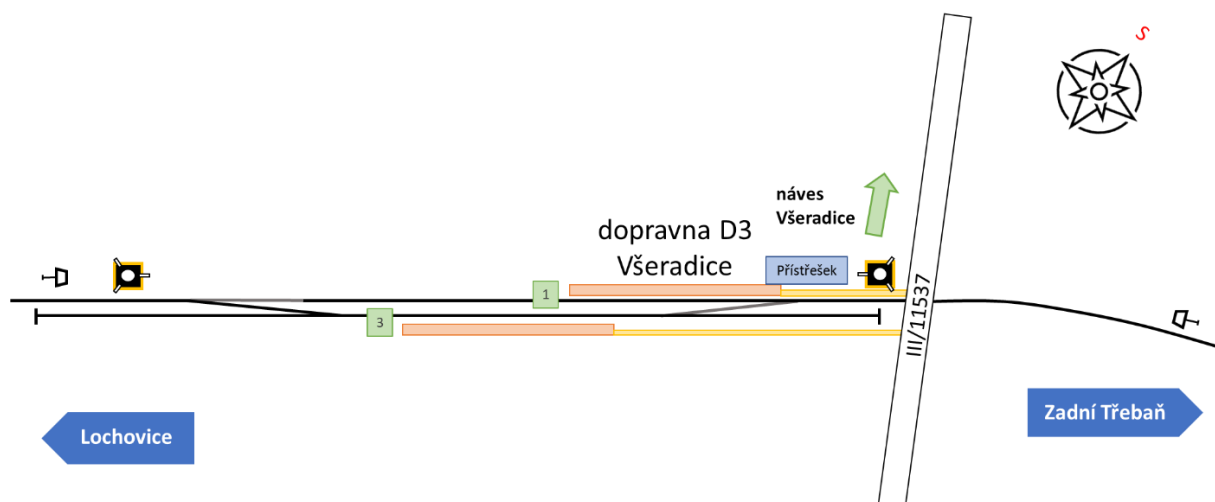 S
náves
Všeradice
dopravna D3
Všeradice
Přístřešek
1
3
III/11537
Lochovice
Zadní Třebaň